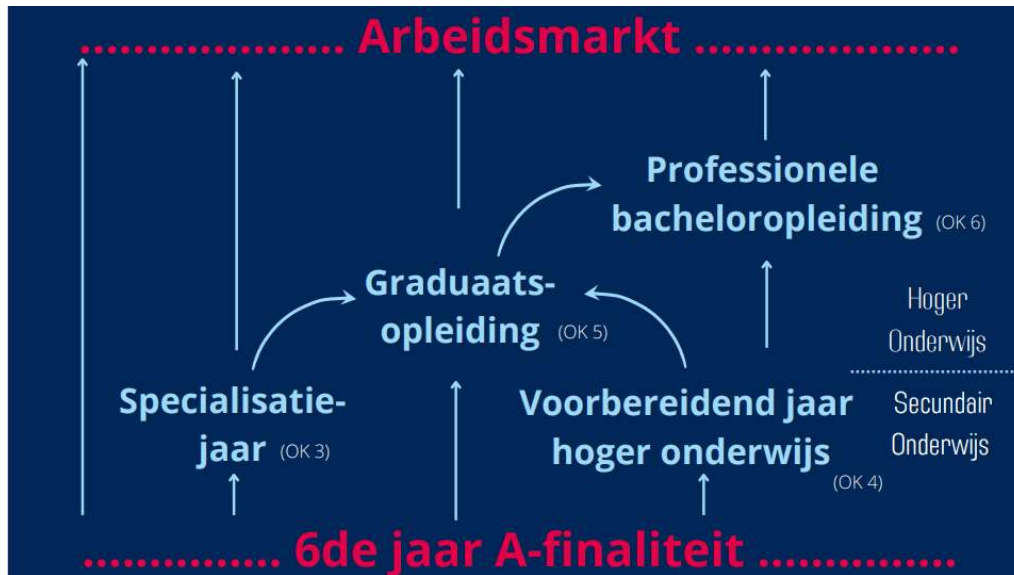 .................... Arbeidsmarkt ....................
Professionele
bacheloropleiding (OK 6)
Graduaats-
opleiding (OK 5)
Hoger
Onderwijs
Specialisatie-
jaar (OK 3)
Voorbereidend jaar
hoger onderwijs
(OK 4)
Secundair
Onderwijs
............... 6de jaar A-finaliteit ...............